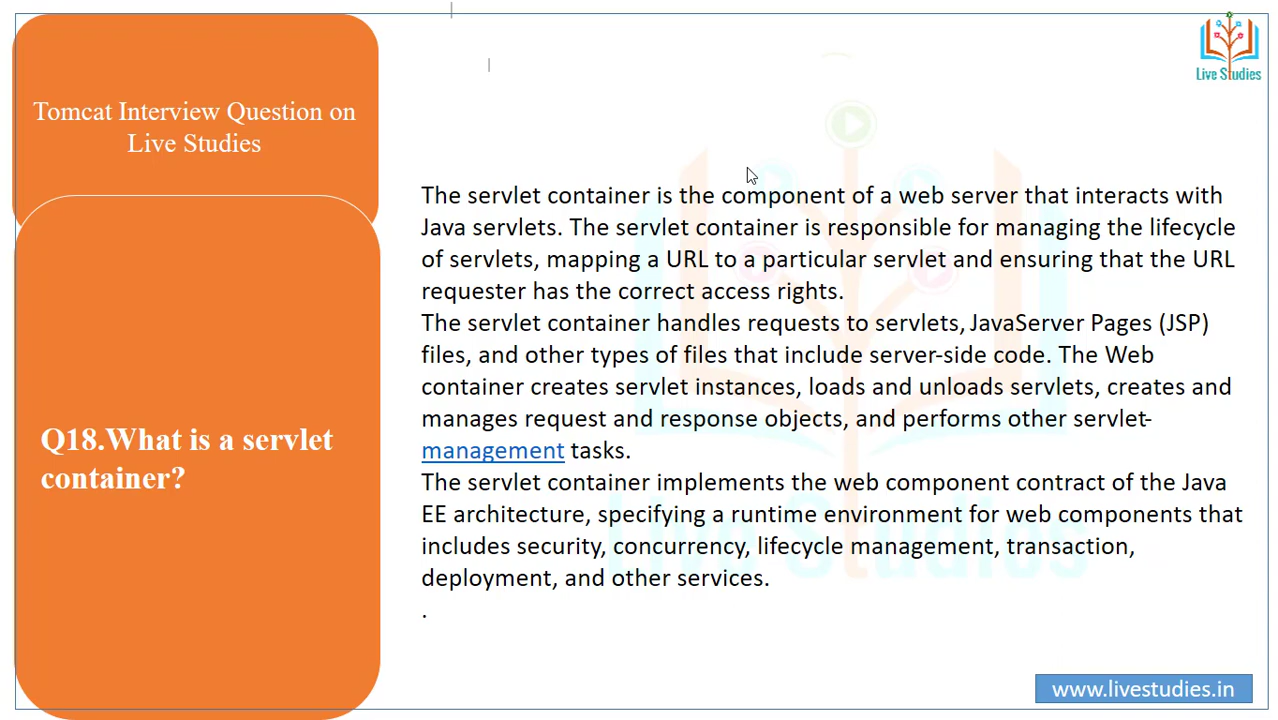 Tomcat Interview Question on
Live Studies
Q18.What is a servlet
container?
Live Studies
The servlet container is the component of a web server that interacts with
Java servlets. The servlet container is responsible for managing the lifecycle
of servlets, mapping a URL to a particular servlet and ensuring that the URL
requester has the correct access rights.
The servlet container handles requests to servlets, JavaServer Pages (JSP)
files, and other types of files that include server-side code. The Web
container creates servlet instances, loads and unloads servlets, creates and
manages request and response objects, and performs other servlet-
management tasks.
The servlet container implements the web component contract of the Java
EE architecture, specifying a runtime environment for web components that
includes security, concurrency, lifecycle management, transaction,
deployment, and other services.
.
Live Studies
www.livestudies.in